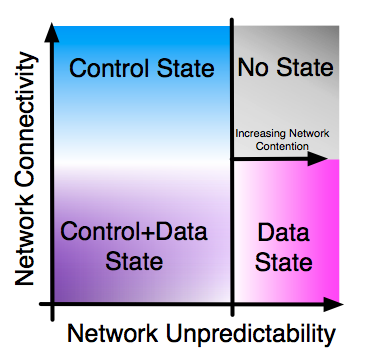 Network Connectivity
Control State
No State
Increasing Network
Contention
Control+Data
State
Data
State
Network Unpredictability